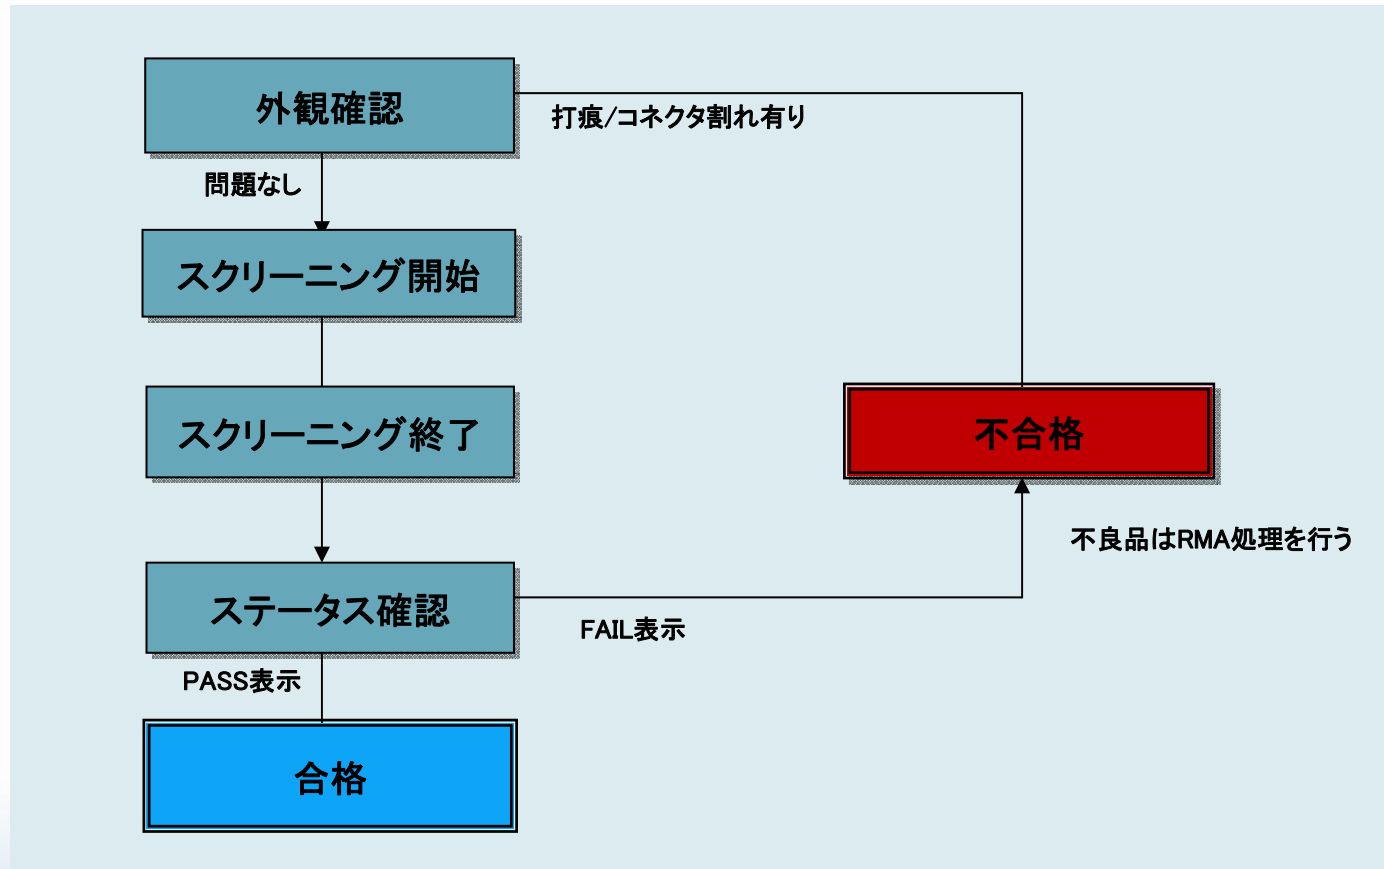 外観確認
打痕/コネクタ割れ有り
問題なし
スクリーニング開始
スクリーニング終了
不合格
不良品はRMA処理を行う
ステータス確認
FAIL表示
PASS表示
合格